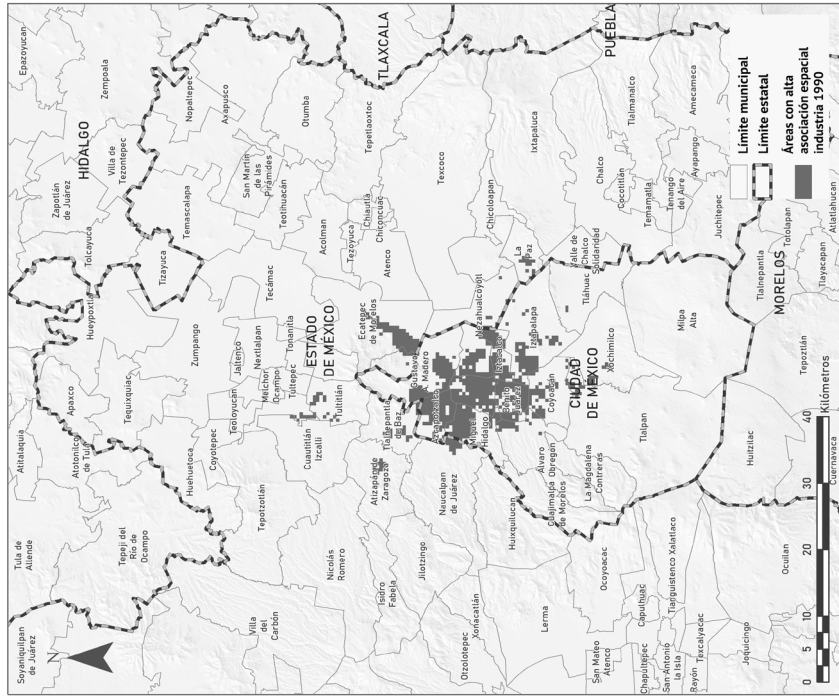 Soyaniquilpan
de Juárez
Tula de
Allende
Atitalaquia
Epazoyucan
N
Atotonilco
de Tula
Apaxco
Hueypoxtla
Tolcayuca
Zapotlán
de Juárez
HIDALGO
Zempoala
Tepeji del
Río de
Ocampo
Tequixquiac
Villa de
Tezontepec
Tizayuca
Huehuetoca
Zumpango
Temascalapa
Nopaltepec
Coyotepec
Axapusco
Villa
del
Carbón
Tepotzotlán
Teoloyucan
Jaltenco
Nextlalpan
Melchor
Ocampo
Tonanitla
Tultepec
Tecámac
San Martín
de las
Pirámides
Teotihuacán
Otumba
Nicolás
Romero
Cuautitlán
Izcalli
Tultitlán
ESTADO
DE MÉXICO
Acolman
Isidro
Fabela
Atizapán de
Zaragoza
Tlalnepantla
de Baz
Ecatepec
de Morelos
Tezoyuca
Atenco
Chiautla
Chiconcuac
Tepetlaoxtoc
TLAXCALA
Jilotzingo
Naucalpan
de Juárez
Azcapotzalco
Gustavo
A. Madero
Texcoco
Otzolotepec
Xonacatlán
Miguel
Hidalgo
Nezahualcóyotl
Chicoloapan
Huixquilucan
Benito
Juárez
Iztacalco
La
Paz
Lerma
Álvaro Obregón
Cuajimalpa
de Morelos
Coyoacán
Iztapalapa
Ixtapaluca
La Magdalena
Contreras
CIUDAD
DE MÉXICO
Tláhuac
Valle de
Chalco
Solidaridad
Chalco
PUEBLA
San Mateo
Atenco
Ocoyoacac
Xochimilco
Cocotitlán
Tlalmanalco
Chapultepec
Capulhuac
Tlalpan
Temamatla
San Antonio
la Isla
Tianguistenco
Xalatlaco
Milpa
Alta
Tenango
del Aire
Ayapango
Amecameca
Rayón
Texcalyacac
Juchitepec
Joquicingo
Ocuilan
Huitzilac
Tlalnepantla
MORELOS
Totolapan
Tepoztlán
Tlayacapan
Atlatlahucan
Cuernavaca
0
5
10
20
30
40
Kilómetros
Límite municipal
Límite estatal
Áreas con alta
asociación espacial
industria 1990